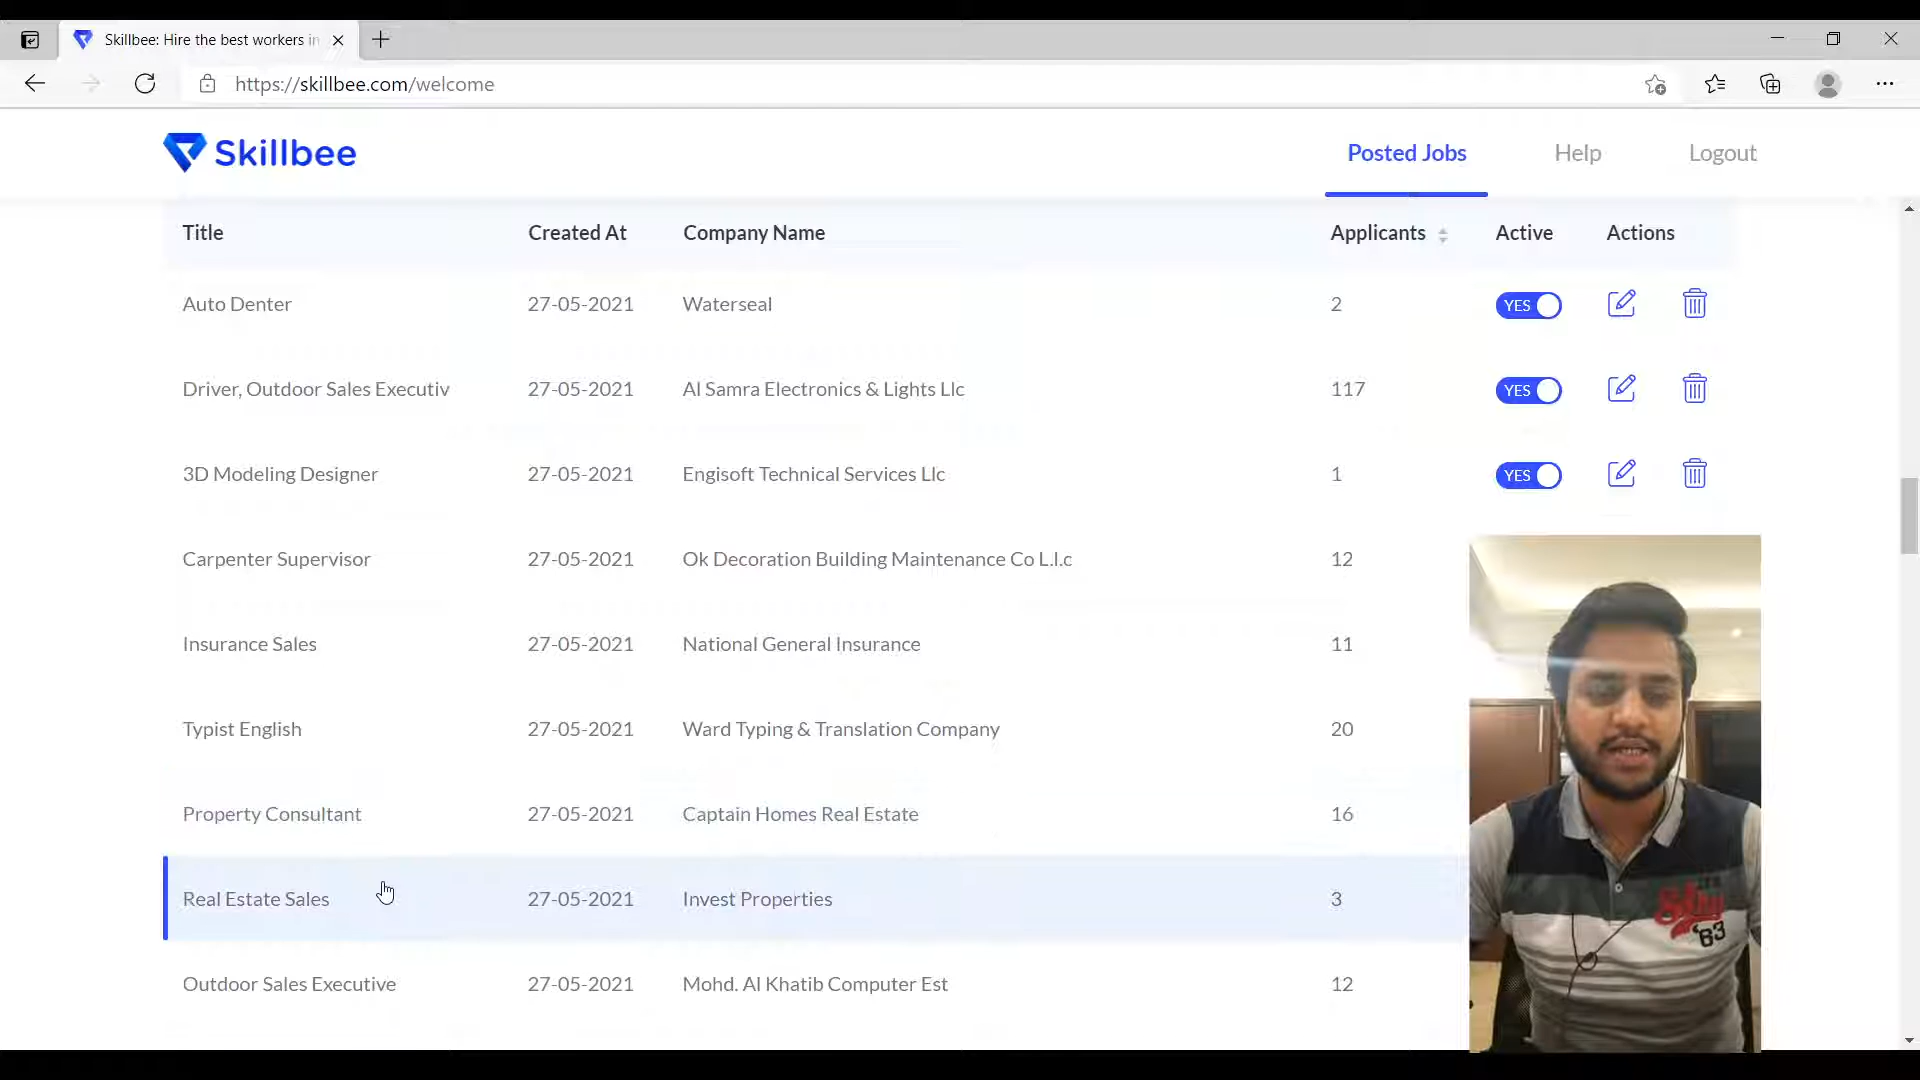 Skillbee: Hire the best workers in
https://skillbee.com/welcome
Skillbee
Posted Jobs
Help
Logout
Title Created At Company Name Applicants Active Actions
Auto Denter 27-05-2021 Waterseal 2 YES
Driver, Outdoor Sales Executiv 27-05-2021 Al Samra Electronics & Lights Llc 117 YES
3D Modeling Designer 27-05-2021 Engisoft Technical Services Llc 1 YES
Carpenter Supervisor 27-05-2021 Ok Decoration Building Maintenance Co L.l.c 12
Insurance Sales 27-05-2021 National General Insurance 11
Typist English 27-05-2021 Ward Typing & Translation Company 20
Property Consultant 27-05-2021 Captain Homes Real Estate 16
Real Estate Sales 27-05-2021 Invest Properties 3
Outdoor Sales Executive 27-05-2021 Mohd. Al Khatib Computer Est 12
'63